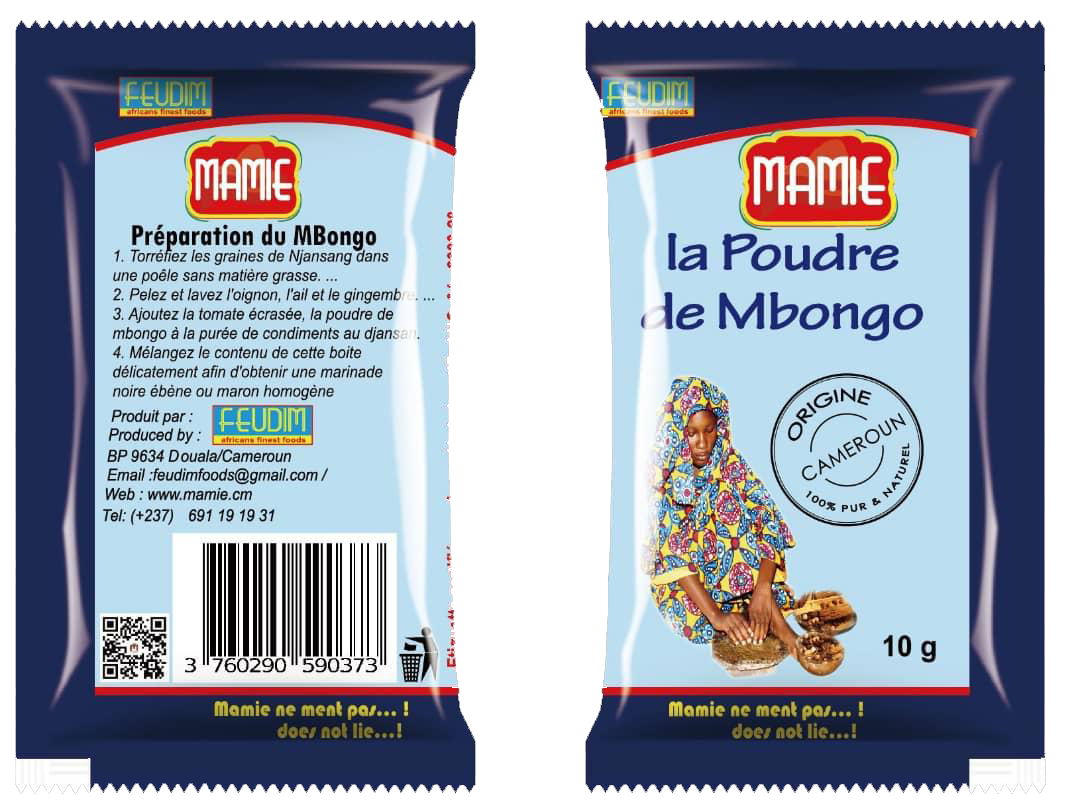 FEUDIM
africans finest foods
MAMIE
Préparation du MBongo
1. Torréfiez les graines de Njansang dans
une poêle sans matière grasse. ...
2. Pelez et lavez l'oignon, l'ail et le gingembre. ...
3. Ajoutez la tomate écrasée, la poudre de
mbongo à la purée de condiments au djansan.
4. Mélangez le contenu de cette boite
délicatement afin d'obtenir une marinade
noire ébène ou maron homogène
Produit par :
Produced by :
FEUDIM
africans finest foods
BP 9634 Douala/Cameroun
Email :feudimfoods@gmail.com /
Web : www.mamie.cm
Tel: (+237) 691 19 19 31
3 760290 590373
Mamie ne ment pas... !
does not lie...!
FEUDIM
africans finest foods
MAMIE
la Poudre
de Mbongo
ORIGINE
CAMEROUN
100% PUR & NATUREL
10 g
Mamie ne ment pas... !
does not lie...!